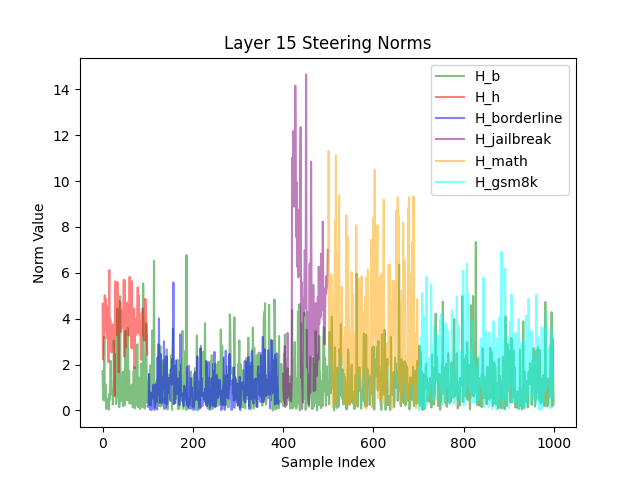 Layer 15 Steering Norms
H_b
H_h
H_borderline
H_jailbreak
H_math
H_gsm8k
Norm Value
14
12
10
8
6
4
2
0
0 200 400 600 800 1000
Sample Index